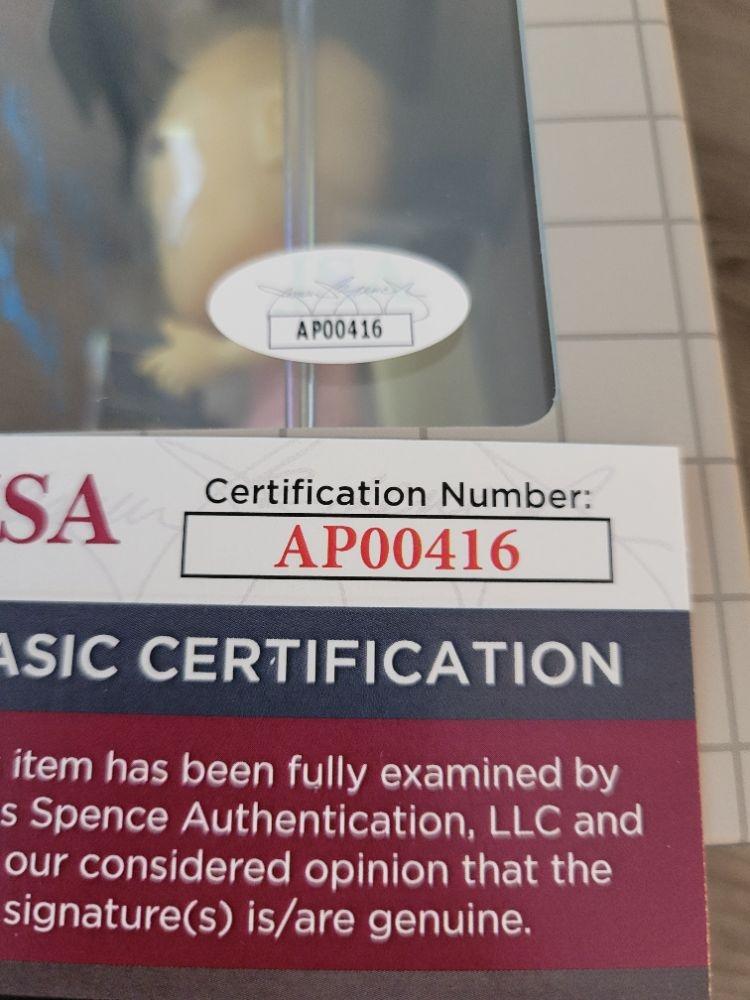 AP00416
SA
Certification Number:
AP00416
ASIC CERTIFICATION
item has been fully examined by
s Spence Authentication, LLC and
our considered opinion that the
signature(s) is/are genuine.